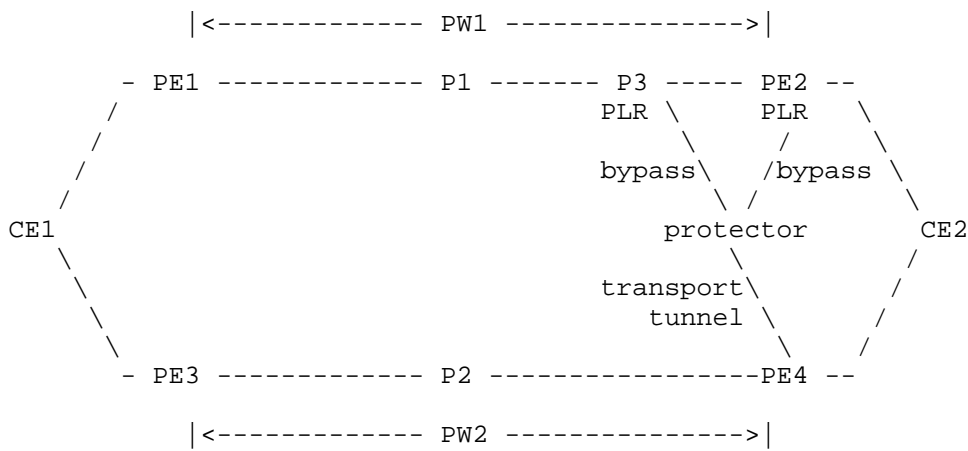 |<------------- PW1 --------------->|
- PE1 -------------- P1 ------- P3 ----- PE2 --
PLR \ PLR
bypass\ /bypass
CE1 protector CE2
transport
tunnel
- PE3 -------------- P2 -----------------PE4 --
|<------------- PW2 --------------->|